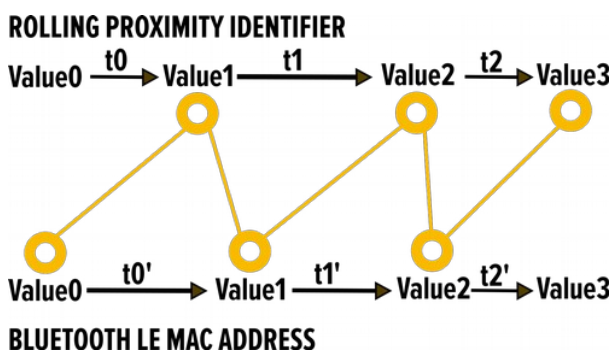 ROLLING PROXIMITY IDENTIFIER
Value0 t0 Value1 t1 Value2 t2 Value3
Value0 t0' Value1 t1' Value2 t2' Value3
BLUETOOTH LE MAC ADDRESS